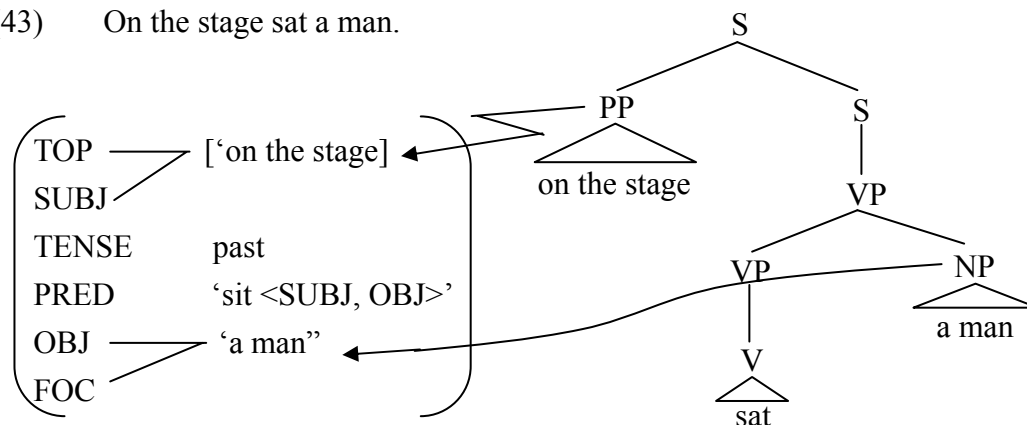 43) On the stage sat a man.
S
PP
S
TOP [‘on the stage]
on the stage
SUBJ
VP
TENSE past
VP
NP
PRED ‘sit <SUBJ, OBJ>’
a man
OBJ ‘a man”
V
FOC
sat